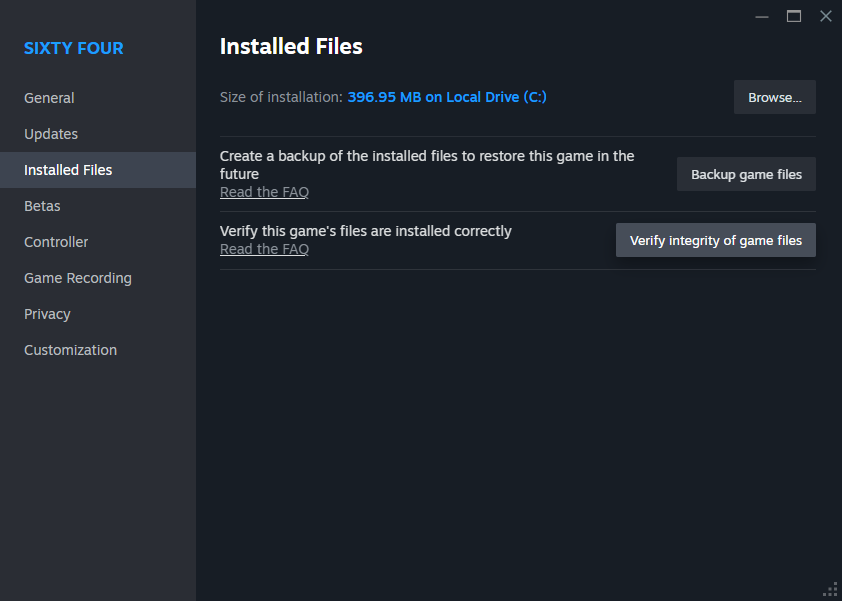 SIXTY FOUR
General
Updates
Installed Files
Betas
Controller
Game Recording
Privacy
Customization
Installed Files
Size of installation: 396.95 MB on Local Drive (C:)
Browse...
Create a backup of the installed files to restore this game in the
future
Read the FAQ
Backup game files
Verify this game's files are installed correctly
Read the FAQ
Verify integrity of game files